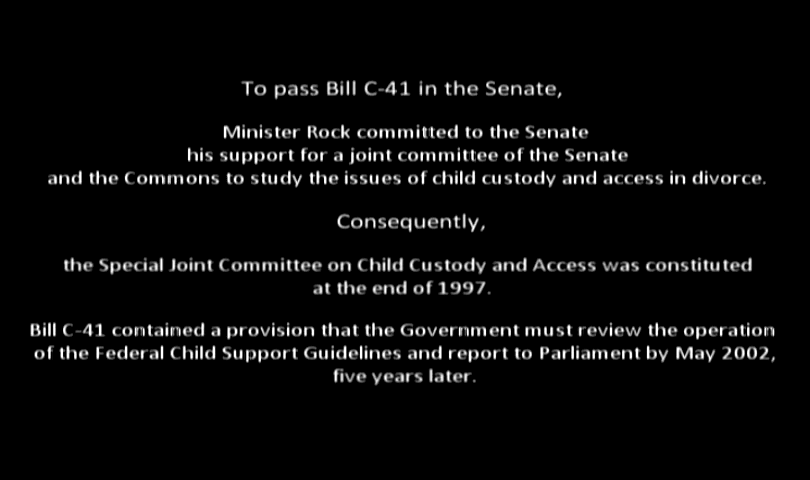 To pass Bill C-41 in the Senate,
Minister Rock committed to the Senate
his support for a joint committee of the Senate
and the Commons to study the issues of child custody and access in divorce.
Consequently,
the Special Joint Committee on Child Custody and Access was constituted
at the end of 1997.
Bill C-41 contained a provision that the Government must review the operation
of the Federal Child Support Guidelines and report to Parliament by May 2002,
five years later.